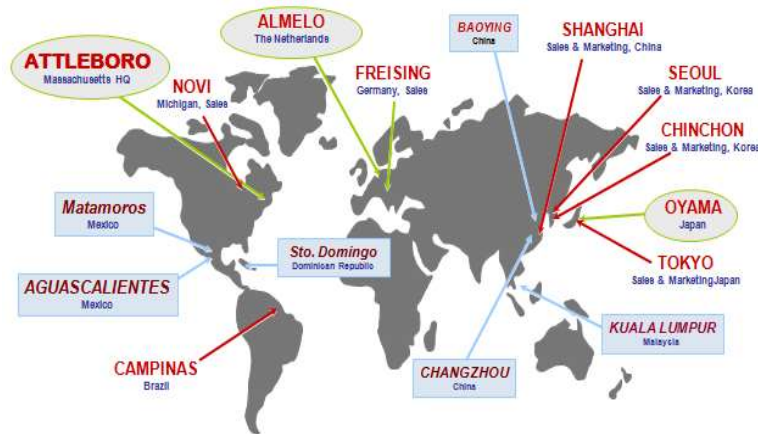 ATTLEBORO
Massachusetts HQ
NOVI
Michigan, Sales
ALMELO
The Netherlands
FREISING
Germany, Sales
BAOYING
China
SHANGHAI
Sales & Marketing, China
SEOUL
Sales & Marketing, Korea
CHINCHON
Sales & Marketing, Korea
OYAMA
Japan
TOKYO
Sales & MarketingJapan
Matamoros
Mexico
Sto. Domingo
Dominican Republic
AGUASCALIENTES
Mexico
KUALA LUMPUR
Malaysia
CAMPINAS
Brazil
CHANGZHOU
China